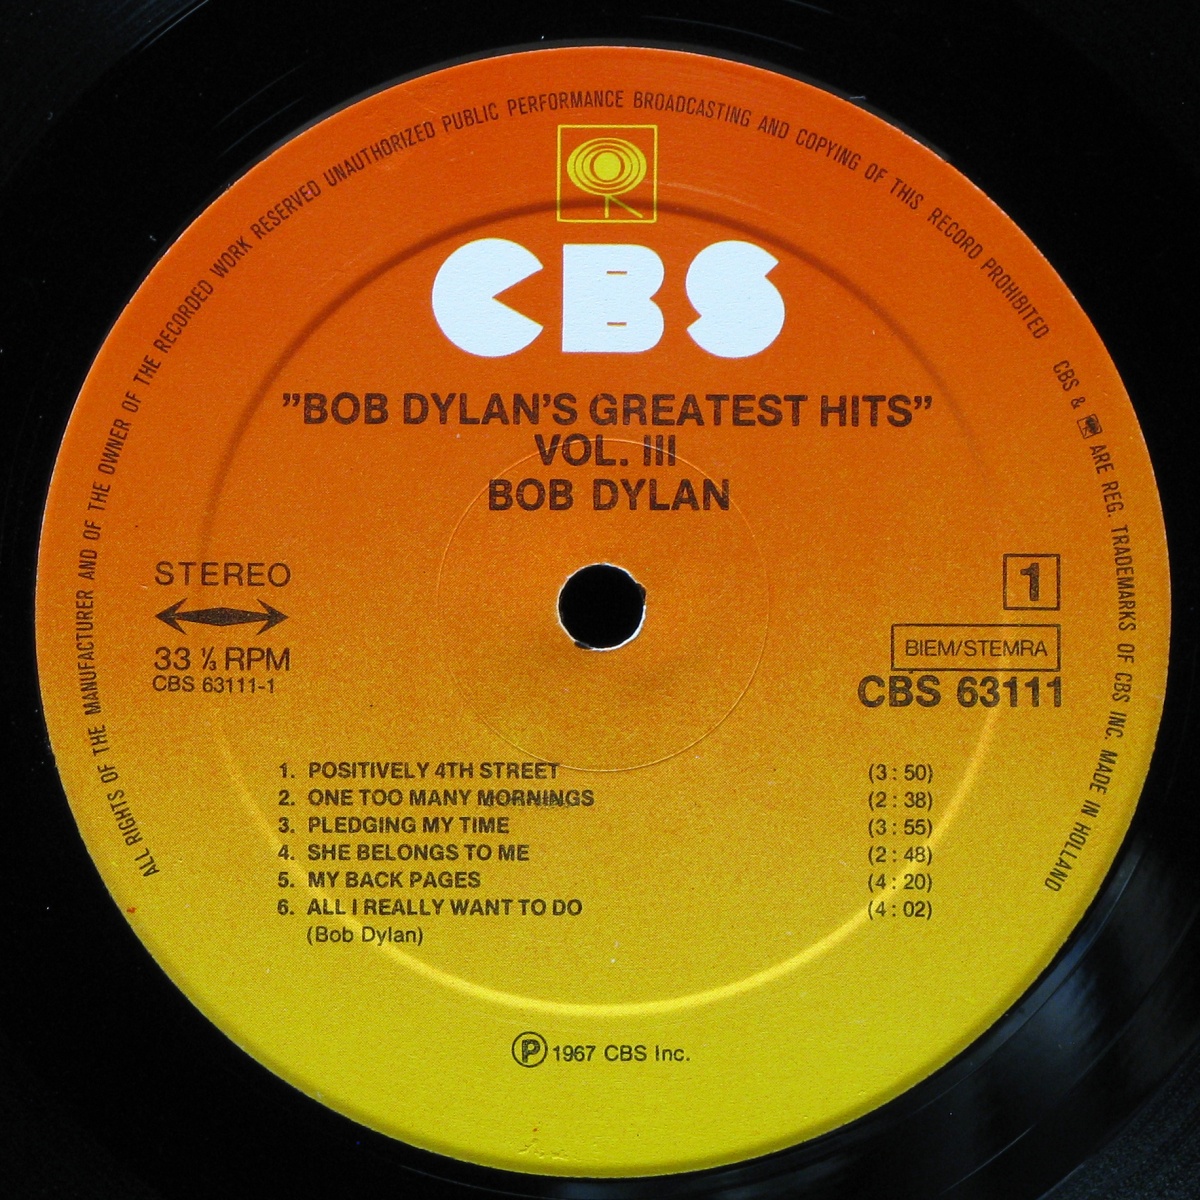 ALL RIGHTS OF THE MANUFACTURER AND OF THE OWNER OF THE RECORDED WORK RESERVED UNAUTHORIZED PUBLIC PERFORMANCE BROADCASTING AND COPYING OF THIS RECORD PROHIBITED CBS & ARE REG. TRADEMARKS OF CBS INC. MADE IN HOLLAND
CBS
"BOB DYLAN'S GREATEST HITS"
VOL. III
BOB DYLAN
STEREO
33 ⅓ RPM
CBS 63111-1
1
BIEM/STEMRA
CBS 63111
1. POSITIVELY 4TH STREET (3:50)
2. ONE TOO MANY MORNINGS (2:38)
3. PLEDGING MY TIME (3:55)
4. SHE BELONGS TO ME (2:48)
5. MY BACK PAGES (4:20)
6. ALL I REALLY WANT TO DO (4:02)
(Bob Dylan)
Ⓟ 1967 CBS Inc.